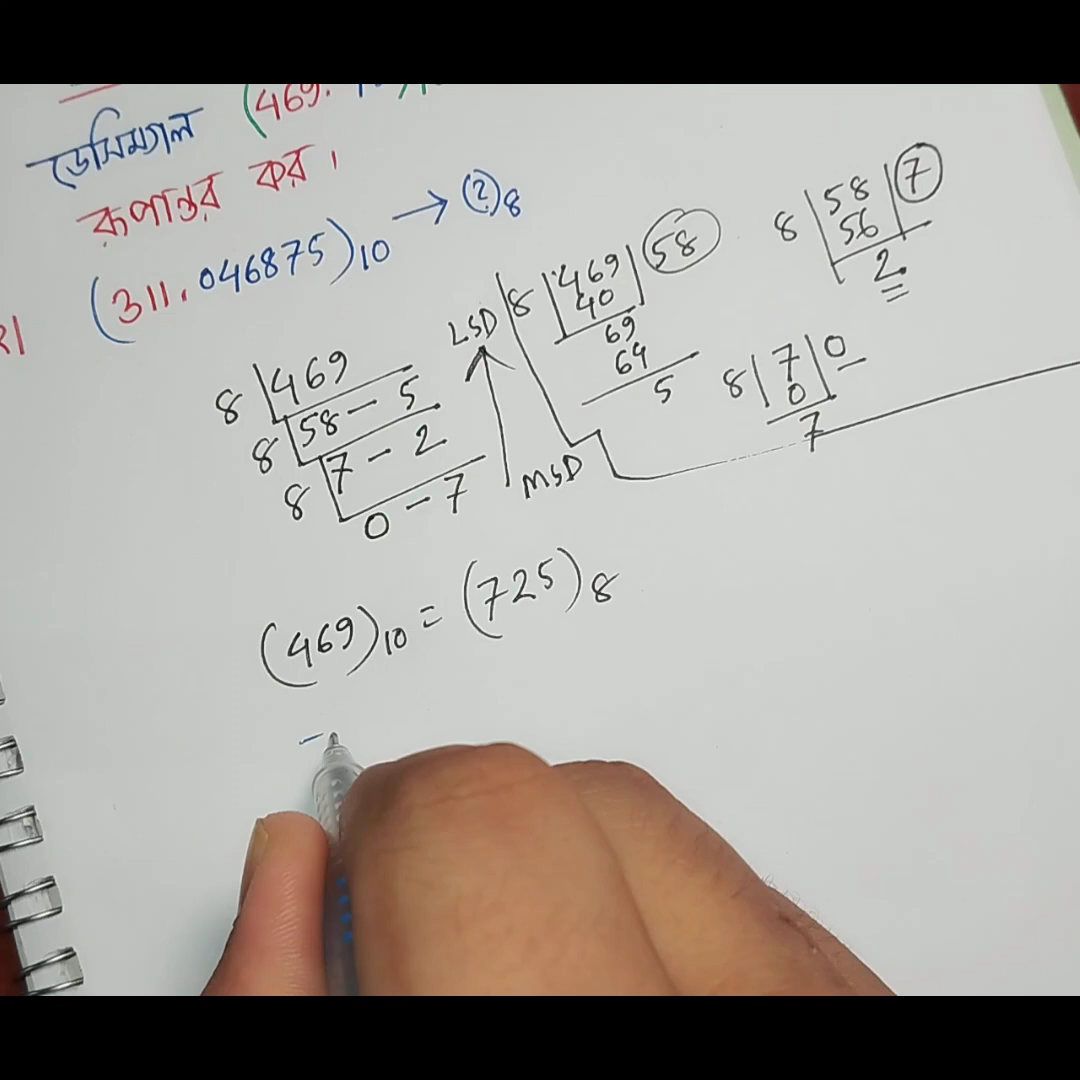 ডেসিম্যাল (469.
রূপান্তর কর।
২। (311.046875)10 → (?)8
8 469
8 58 - 5
8 7 - 2
0 - 7
LSD
MSD
8 469 58
40
69
64
5
8 58 7
56
2
8 7 0
0
7
(469)10 = (725)8